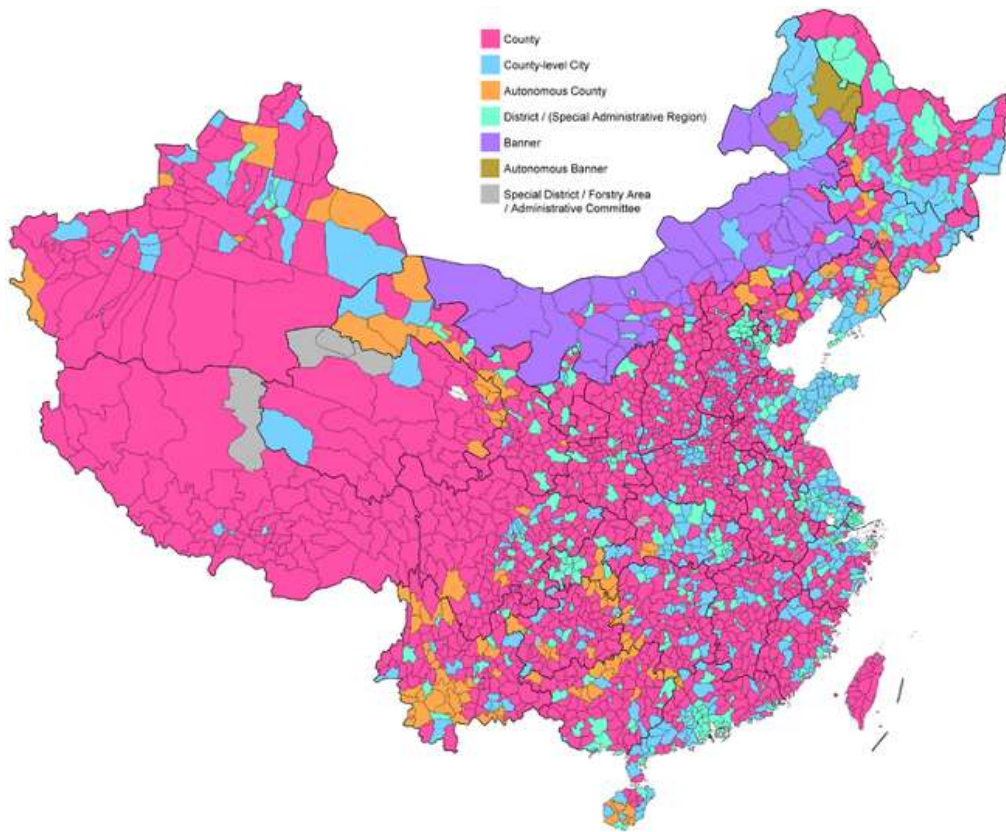 County
County-level City
Autonomous County
District / (Special Administrative Region)
Banner
Autonomous Banner
Special District / Forstry Area
/ Administrative Committee